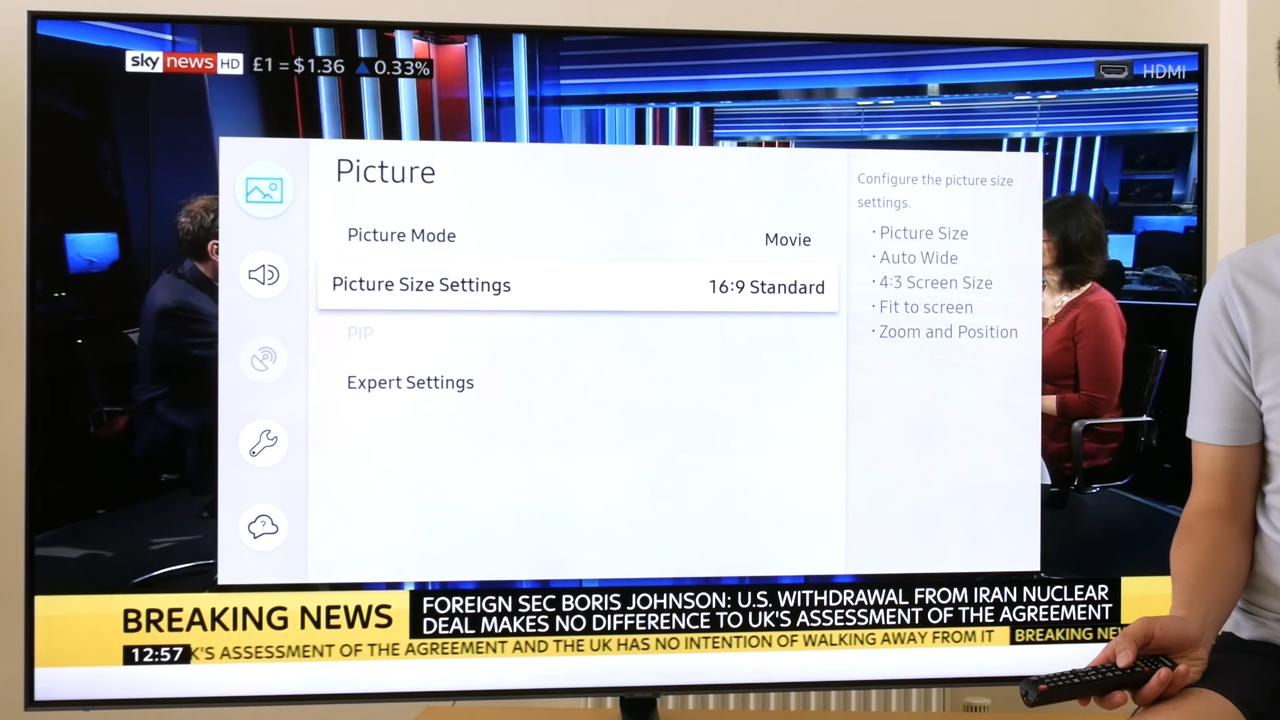 sky news HD £1 = $1.36 ▲ 0.33%
HDMI
Picture
Picture Mode Movie
Picture Size Settings 16:9 Standard
PIP
Expert Settings
Configure the picture size
settings.
· Picture Size
· Auto Wide
· 4:3 Screen Size
· Fit to screen
· Zoom and Position
?
BREAKING NEWS
FOREIGN SEC BORIS JOHNSON: U.S. WITHDRAWAL FROM IRAN NUCLEAR
DEAL MAKES NO DIFFERENCE TO UK'S ASSESSMENT OF THE AGREEMENT
12:57 K'S ASSESSMENT OF THE AGREEMENT AND THE UK HAS NO INTENTION OF WALKING AWAY FROM IT BREAKING NE